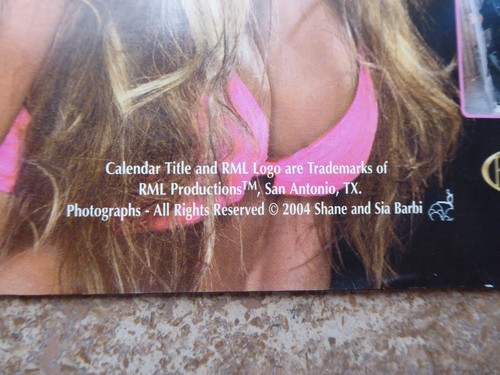 Calendar Title and RML Logo are Trademarks of
RML Productions™, San Antonio, TX.
Photographs - All Rights Reserved © 2004 Shane and Sia Barbi